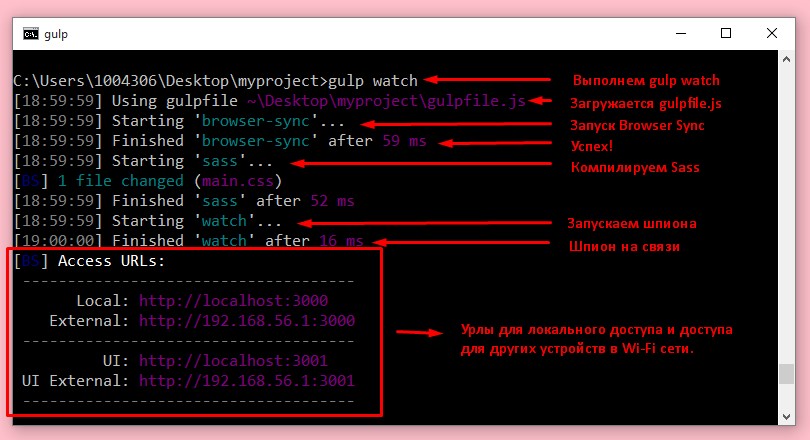 gulp
C:\Users\1004306\Desktop\myproject>gulp watch
Выполнем gulp watch
[18:59:59] Using gulpfile ~\Desktop\myproject\gulpfile.js
Загружается gulpfile.js
[18:59:59] Starting 'browser-sync'...
Запуск Browser Sync
[18:59:59] Finished 'browser-sync' after 59 ms
Успех!
[18:59:59] Starting 'sass'...
Компилируем Sass
[BS] 1 file changed (main.css)
[18:59:59] Finished 'sass' after 52 ms
[18:59:59] Starting 'watch'...
Запускаем шпиона
[19:00:00] Finished 'watch' after 16 ms
Шпион на связи
[BS] Access URLs:
-------------------------------------
Local: http://localhost:3000
External: http://192.168.56.1:3000
-------------------------------------
UI: http://localhost:3001
UI External: http://192.168.56.1:3001
-------------------------------------
Урлы для локального доступа и доступа
для других устройств в Wi-Fi сети.